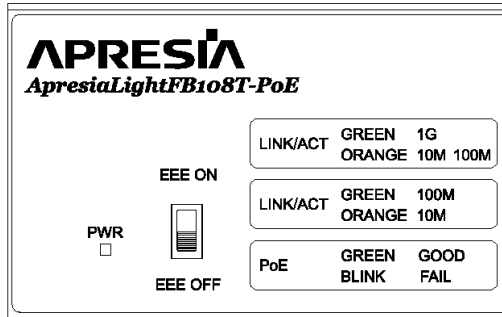 APRESIA
ApresiaLightFB108T-PoE
LINK/ACT GREEN 1G
ORANGE 10M 100M
EEE ON
LINK/ACT GREEN 100M
ORANGE 10M
PWR
PoE GREEN GOOD
BLINK FAIL
EEE OFF